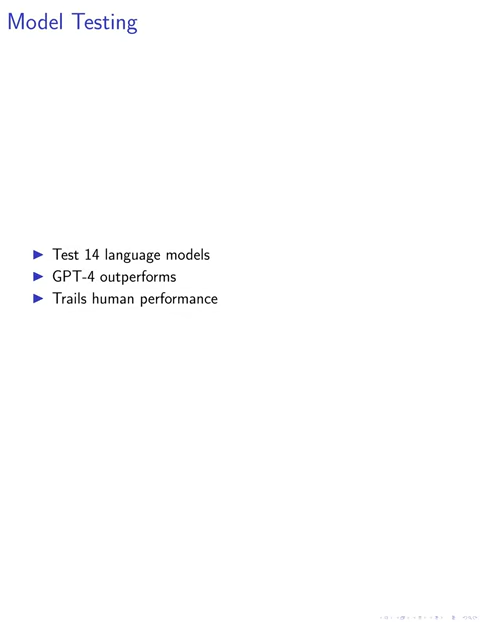 Model Testing
Test 14 language models
GPT-4 outperforms
Trails human performance